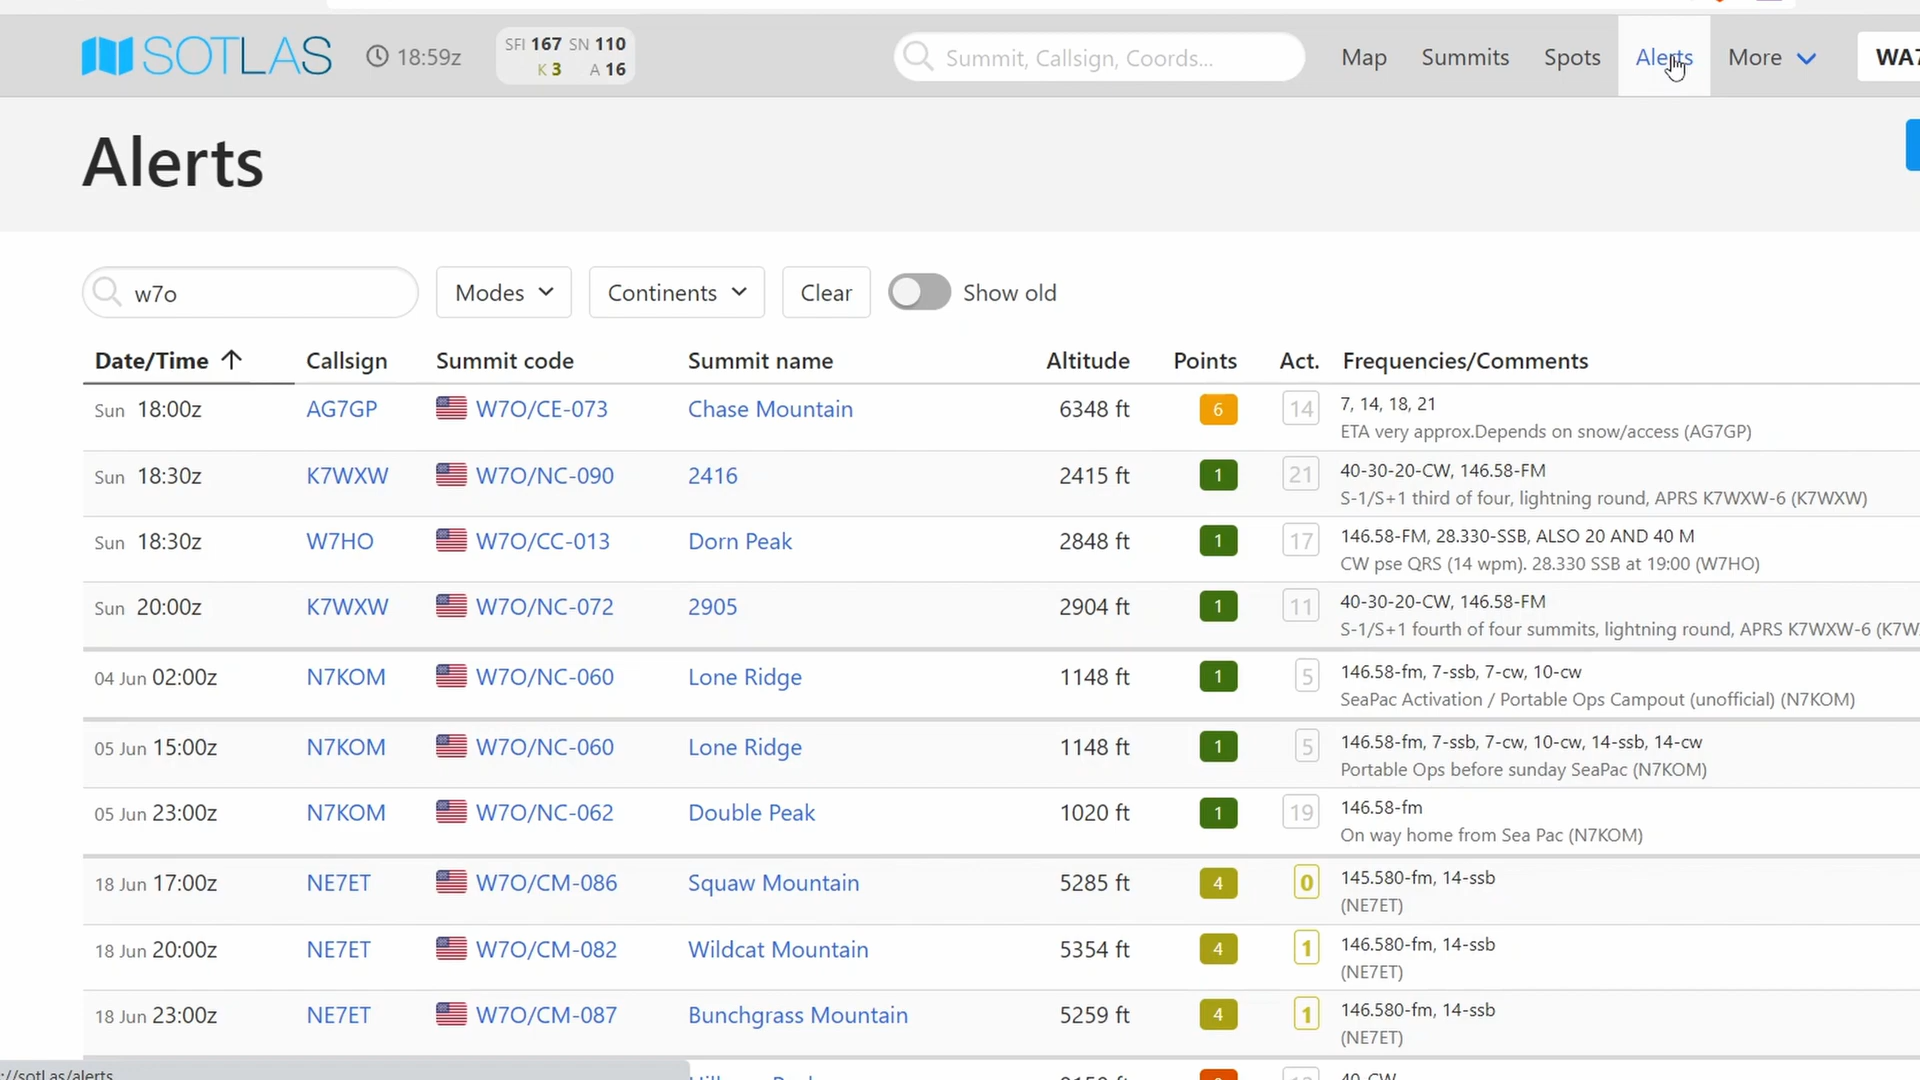 SOTLAS 18:59z SFI 167 SN 110 Summit, Callsign, Coords... Map Summits Spots Alerts More WA7
K 3 A 16
Alerts
w7o Modes Continents Clear Show old
Date/Time Callsign Summit code Summit name Altitude Points Act. Frequencies/Comments
Sun 18:00z AG7GP W7O/CE-073 Chase Mountain 6348 ft 6 14 7, 14, 18, 21
ETA very approx.Depends on snow/access (AG7GP)
Sun 18:30z K7WXW W7O/NC-090 2416 2415 ft 1 21 40-30-20-CW, 146.58-FM
S-1/S+1 third of four, lightning round, APRS K7WXW-6 (K7WXW)
Sun 18:30z W7HO W7O/CC-013 Dorn Peak 2848 ft 1 17 146.58-FM, 28.330-SSB, ALSO 20 AND 40 M
CW pse QRS (14 wpm). 28.330 SSB at 19:00 (W7HO)
Sun 20:00z K7WXW W7O/NC-072 2905 2904 ft 1 11 40-30-20-CW, 146.58-FM
S-1/S+1 fourth of four summits, lightning round, APRS K7WXW-6 (K7W
04 Jun 02:00z N7KOM W7O/NC-060 Lone Ridge 1148 ft 1 5 146.58-fm, 7-ssb, 7-cw, 10-cw
SeaPac Activation / Portable Ops Campout (unofficial) (N7KOM)
05 Jun 15:00z N7KOM W7O/NC-060 Lone Ridge 1148 ft 1 5 146.58-fm, 7-ssb, 7-cw, 10-cw, 14-ssb, 14-cw
Portable Ops before sunday SeaPac (N7KOM)
05 Jun 23:00z N7KOM W7O/NC-062 Double Peak 1020 ft 1 19 146.58-fm
On way home from Sea Pac (N7KOM)
18 Jun 17:00z NE7ET W7O/CM-086 Squaw Mountain 5285 ft 4 0 145.580-fm, 14-ssb
(NE7ET)
18 Jun 20:00z NE7ET W7O/CM-082 Wildcat Mountain 5354 ft 4 1 146.580-fm, 14-ssb
(NE7ET)
18 Jun 23:00z NE7ET W7O/CM-087 Bunchgrass Mountain 5259 ft 4 1 146.580-fm, 14-ssb
(NE7ET)
://sotl.as/alerts 40-CW